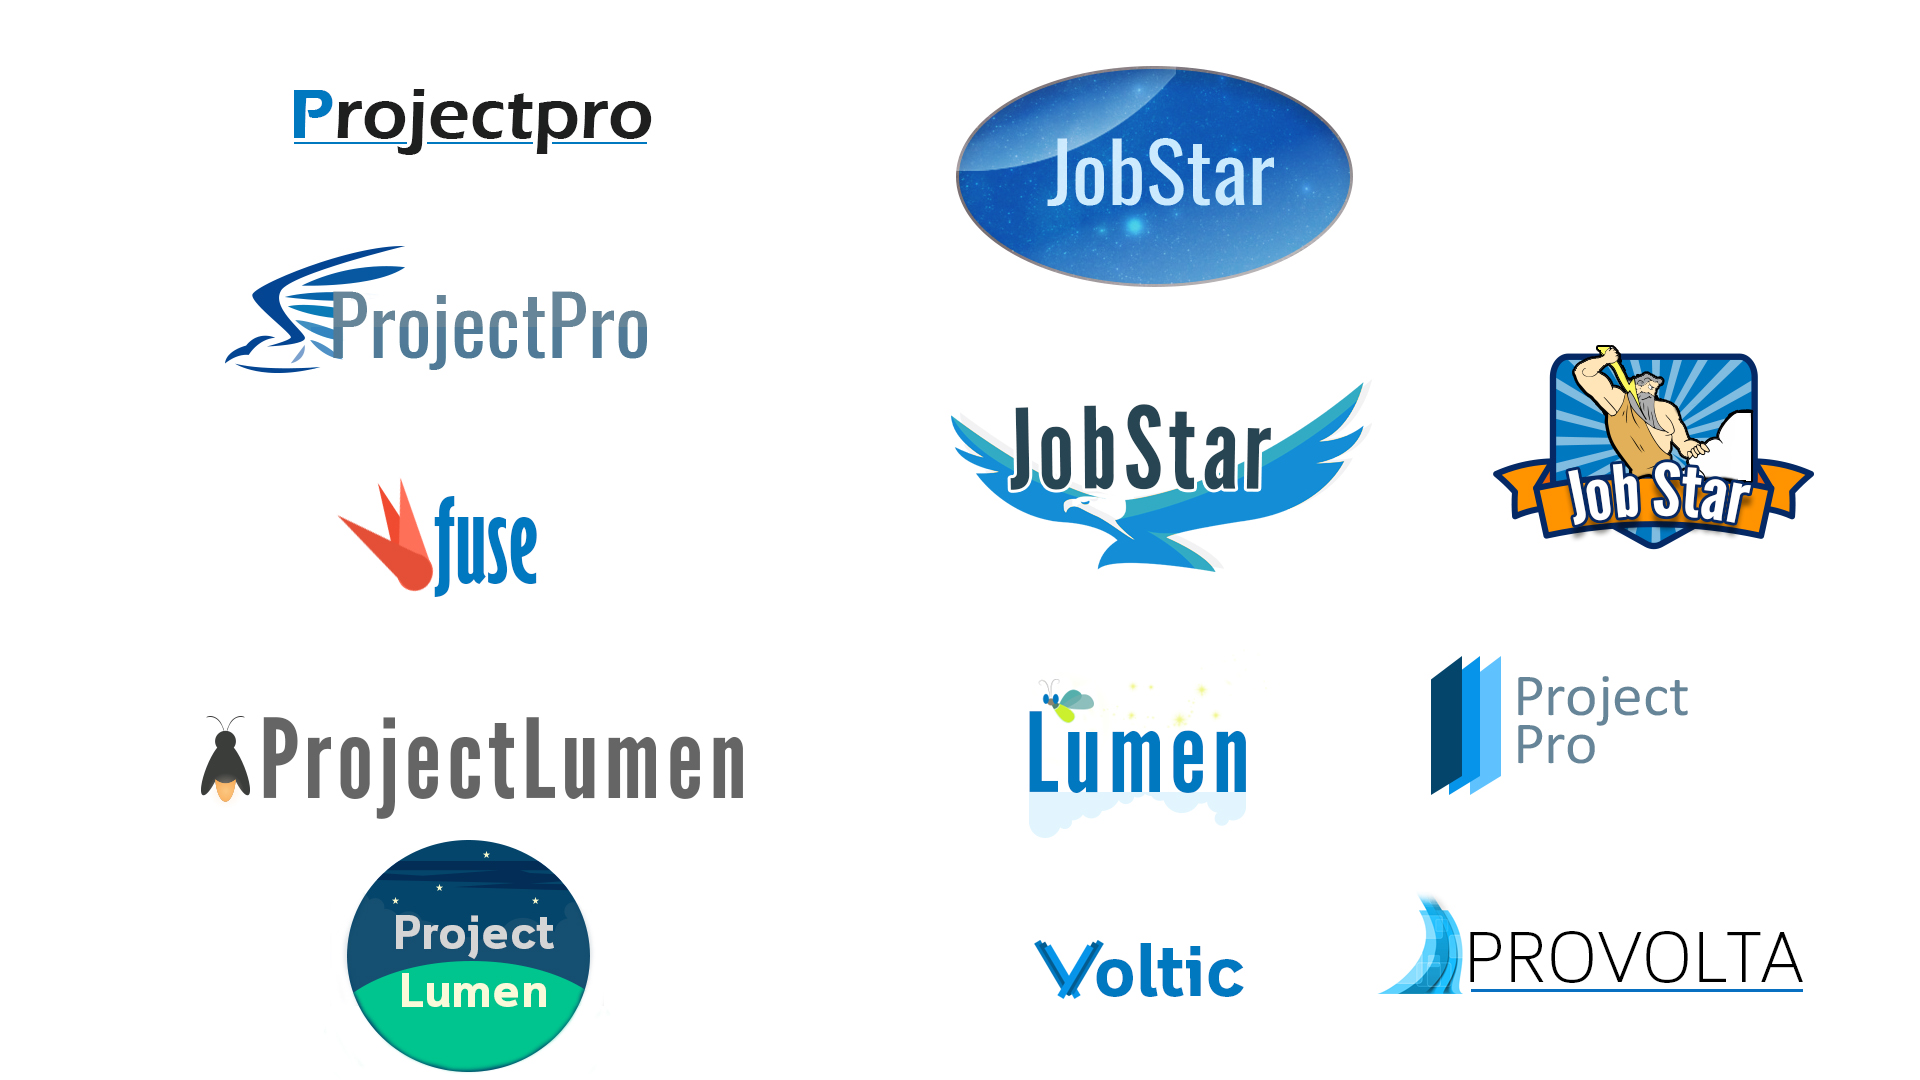 Projectpro
JobStar
ProjectPro
JobStar
Job Star
fuse
ProjectLumen
Lumen
Project
Pro
Project
Lumen
Voltic
PROVOLTA